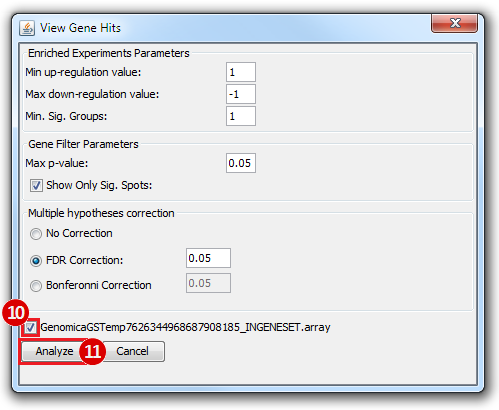 View Gene Hits
Enriched Experiments Parameters
Min up-regulation value: 1
Max down-regulation value: -1
Min. Sig. Groups: 1
Gene Filter Parameters
Max p-value: 0.05
Show Only Sig. Spots:
Multiple hypotheses correction
No Correction
FDR Correction: 0.05
Bonferonni Correction 0.05
10
GenomicaGSTemp7626344968687908185_INGENESET.array
Analyze 11 Cancel